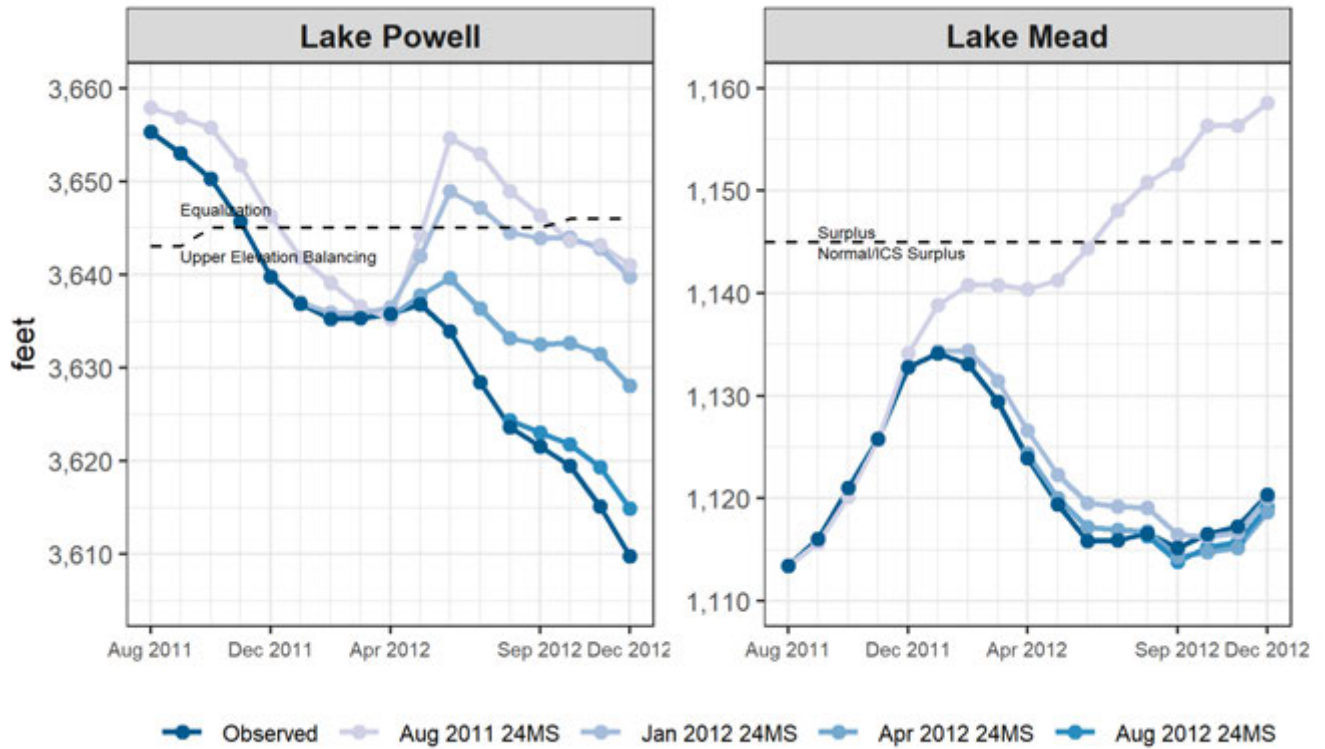 Lake Powell
Lake Mead
feet
3,660
3,650
3,640
3,630
3,620
3,610
Equalization
Upper Elevation Balancing
Aug 2011 Dec 2011 Apr 2012 Sep 2012 Dec 2012
1,160
1,150
1,140
1,130
1,120
1,110
Surplus
Normal/ICS Surplus
Aug 2011 Dec 2011 Apr 2012 Sep 2012 Dec 2012
Observed Aug 2011 24MS Jan 2012 24MS Apr 2012 24MS Aug 2012 24MS